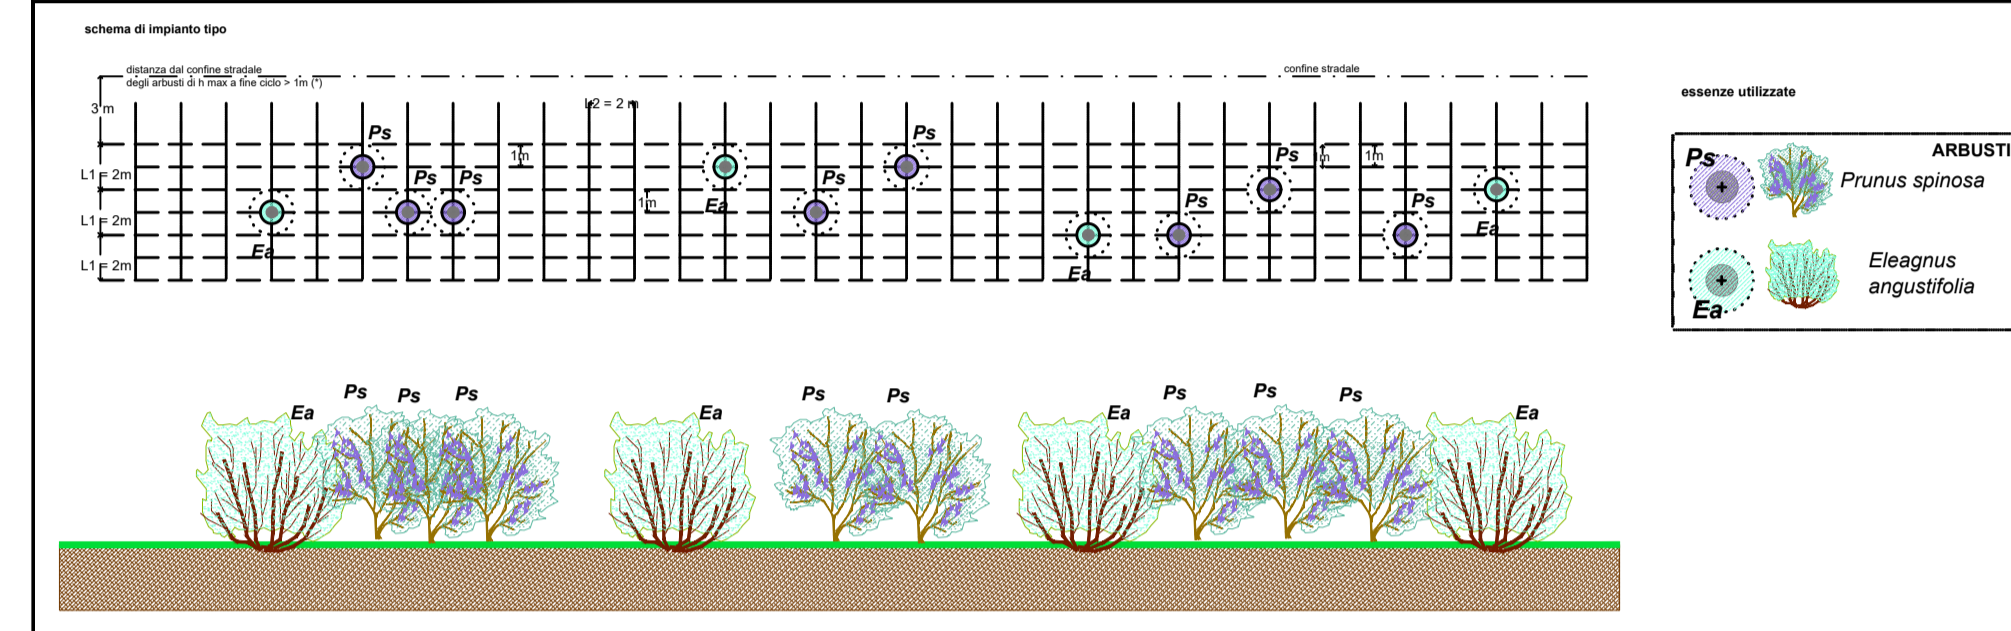 schema di impianto tipo
distanza dal confine stradale
degli arbusti di h max a fine ciclo > 1m (*)
confine stradale
3 m
L2 = 2 m
Ps
Ps
Ps
Ps
Ps
Ps
Ps
Ps
Ea
Ea
Ea
Ea
1m
1m
1m
1m
L1 = 2m
L1 = 2m
L1 = 2m
essenze utilizzate
ARBUSTI
Ps
Prunus spinosa
Ea
Eleagnus
angustifolia
Ea
Ps
Ps
Ps
Ea
Ps
Ps
Ea
Ps
Ps
Ps
Ea